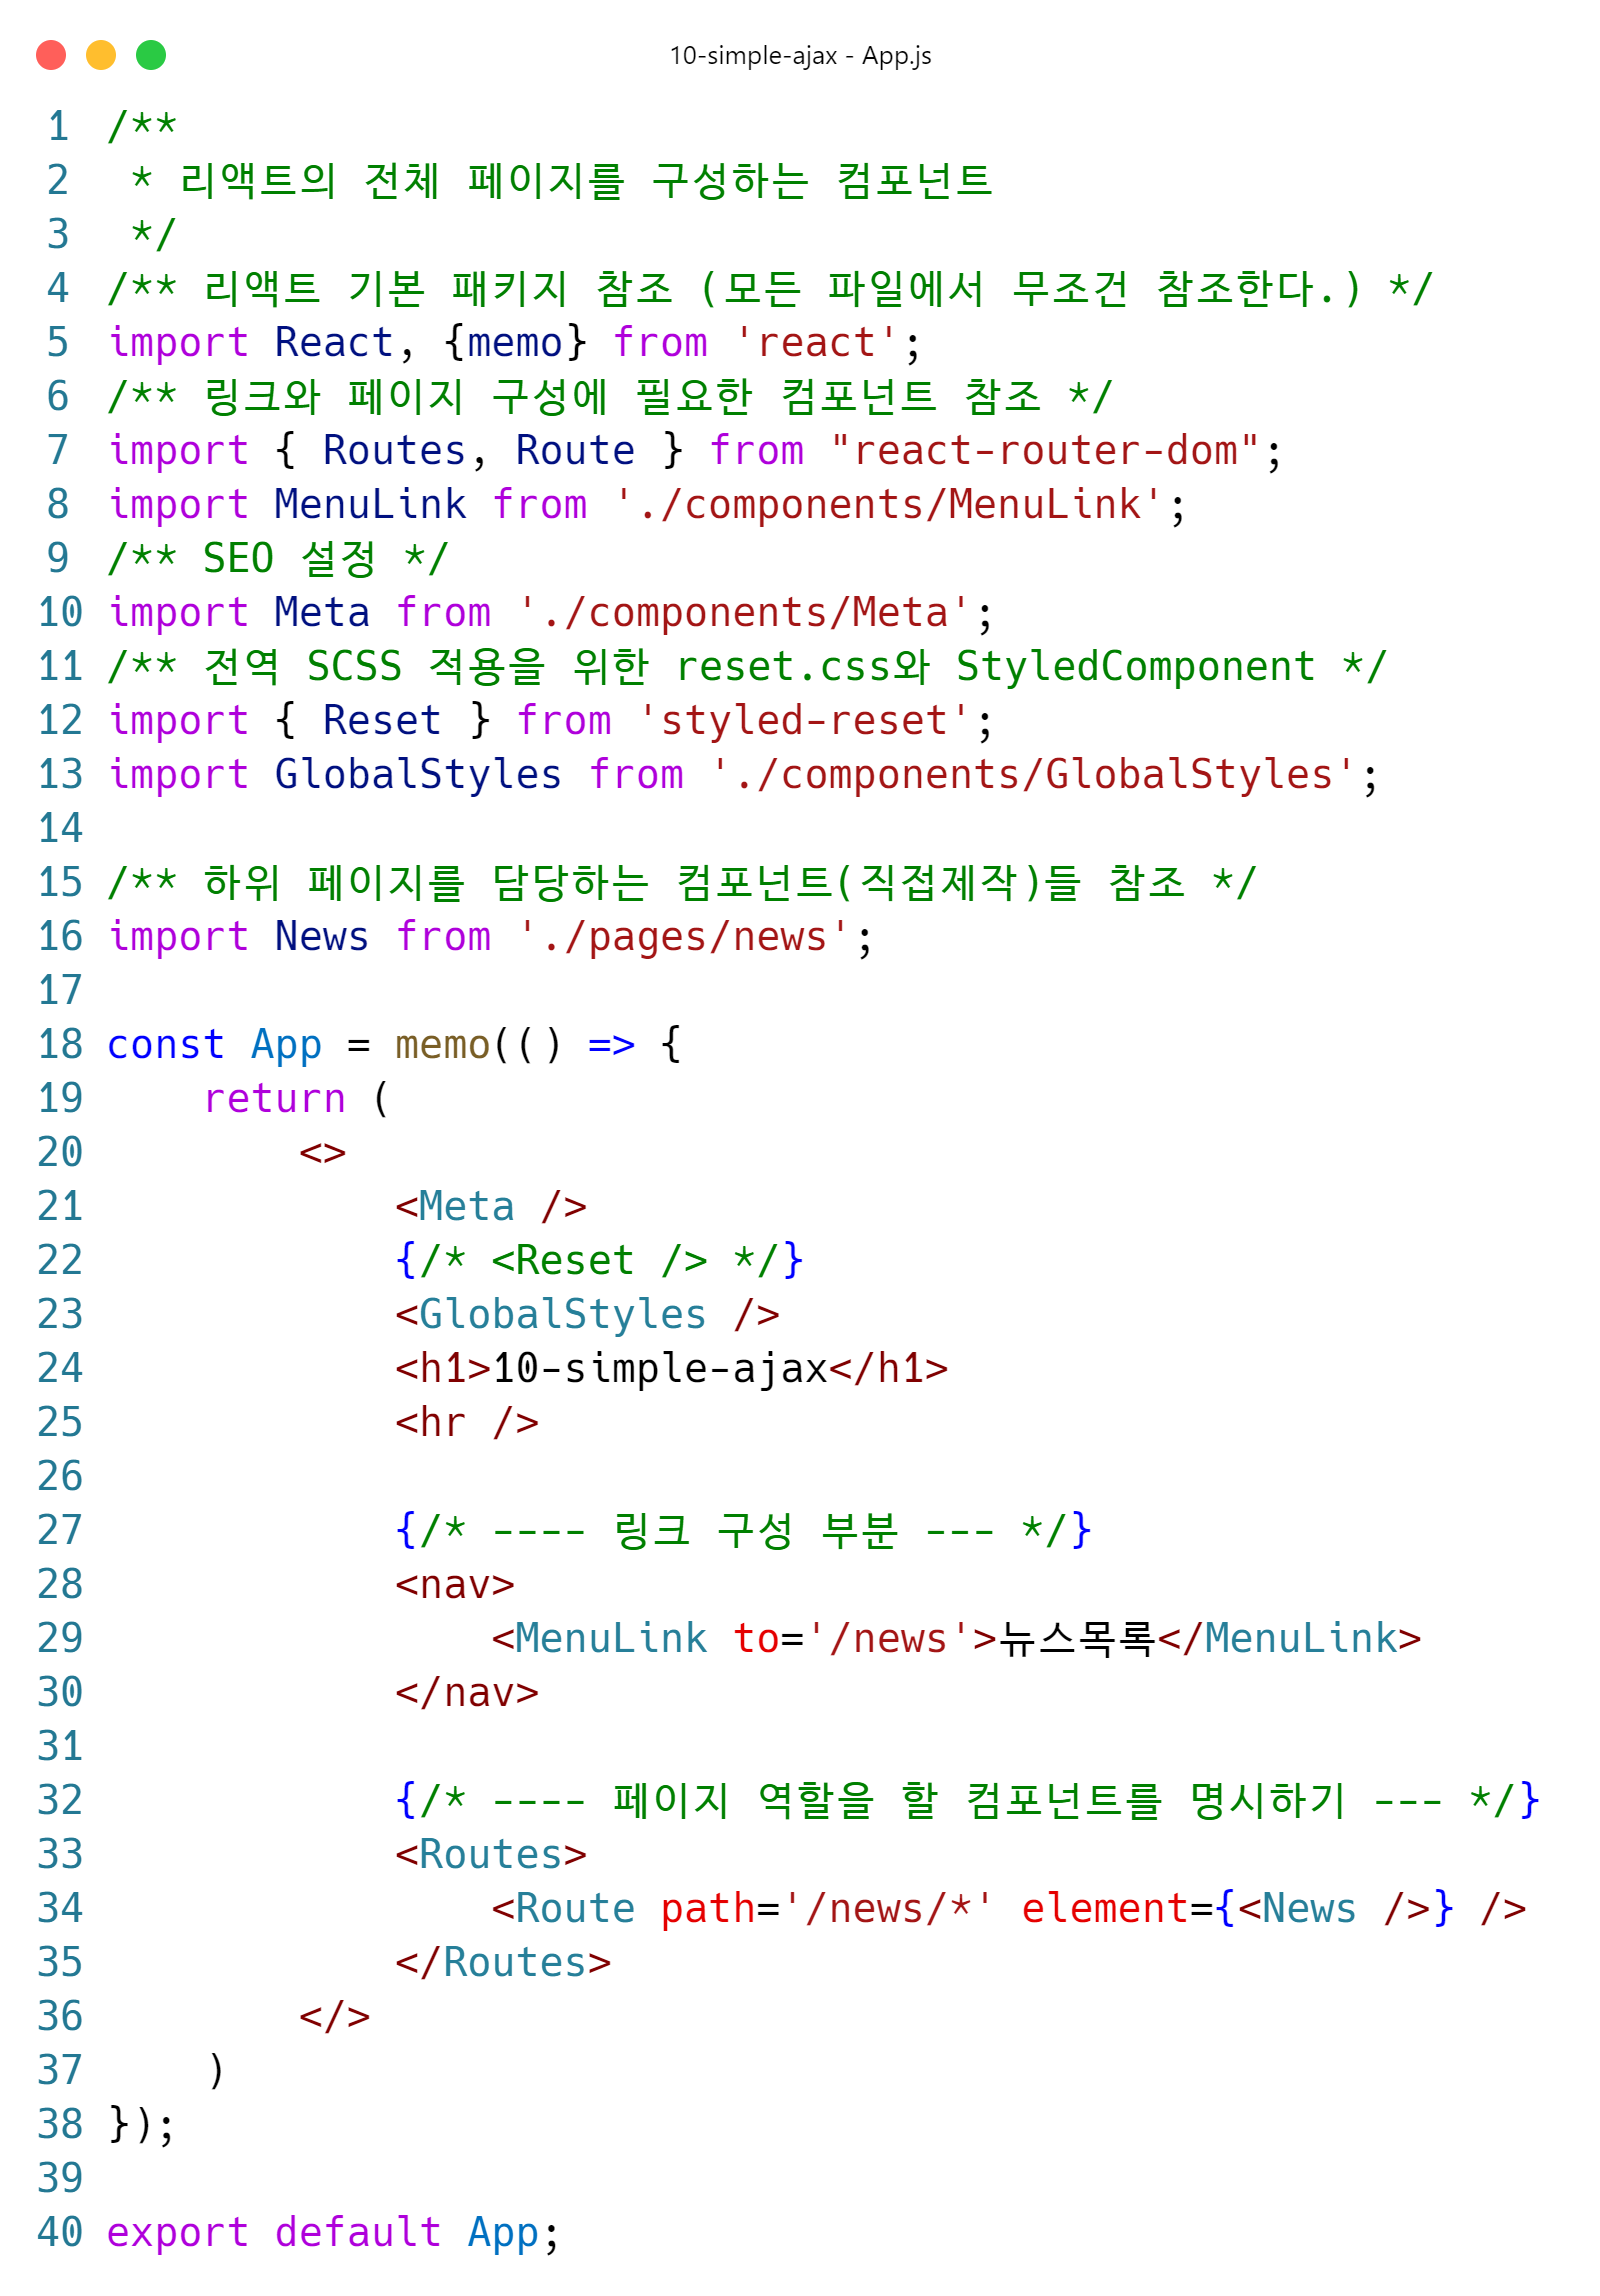 10-simple-ajax - App.js
1 /**
2  * 리액트의 전체 페이지를 구성하는 컴포넌트
3  */
4 /** 리액트 기본 패키지 참조 (모든 파일에서 무조건 참조한다.) */
5 import React, {memo} from 'react';
6 /** 링크와 페이지 구성에 필요한 컴포넌트 참조 */
7 import { Routes, Route } from "react-router-dom";
8 import MenuLink from './components/MenuLink';
9 /** SEO 설정 */
10 import Meta from './components/Meta';
11 /** 전역 SCSS 적용을 위한 reset.css와 StyledComponent */
12 import { Reset } from 'styled-reset';
13 import GlobalStyles from './components/GlobalStyles';
14
15 /** 하위 페이지를 담당하는 컴포넌트(직접제작)들 참조 */
16 import News from './pages/news';
17
18 const App = memo(() => {
19     return (
20         <>
21             <Meta />
22             {/* <Reset /> */}
23             <GlobalStyles />
24             <h1>10-simple-ajax</h1>
25             <hr />
26
27             {/* ---- 링크 구성 부분 --- */}
28             <nav>
29                 <MenuLink to='/news'>뉴스목록</MenuLink>
30             </nav>
31
32             {/* ---- 페이지 역할을 할 컴포넌트를 명시하기 --- */}
33             <Routes>
34                 <Route path='/news/*' element={<News />} />
35             </Routes>
36         </>
37     )
38 });
39
40 export default App;